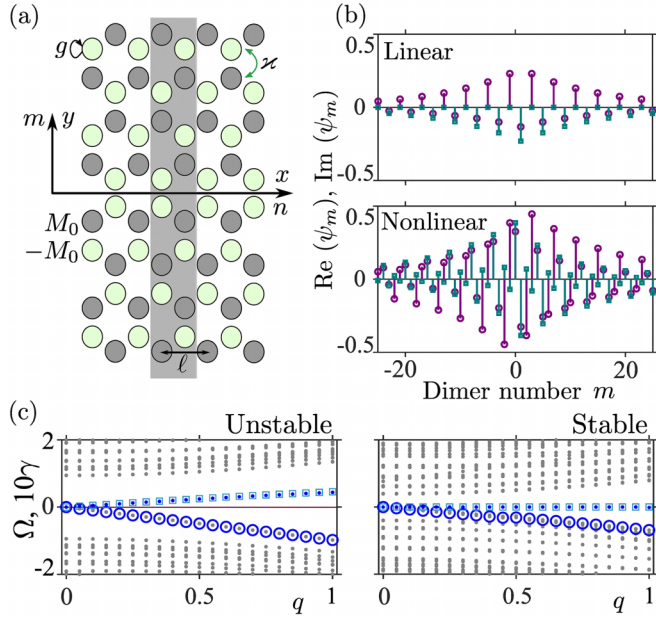 (a)
g
ϰ
m
y
x
n
M₀
−M₀
ℓ
(b)
Re (ψₘ), Im (ψₘ)
0.5
Linear
0
-0.5
0.5
Nonlinear
0
-0.5
-20 0 20
Dimer number m
(c)
Unstable
Stable
Ω, 10γ
2
0
-2
0 0.5 q 1
0 0.5 q 1